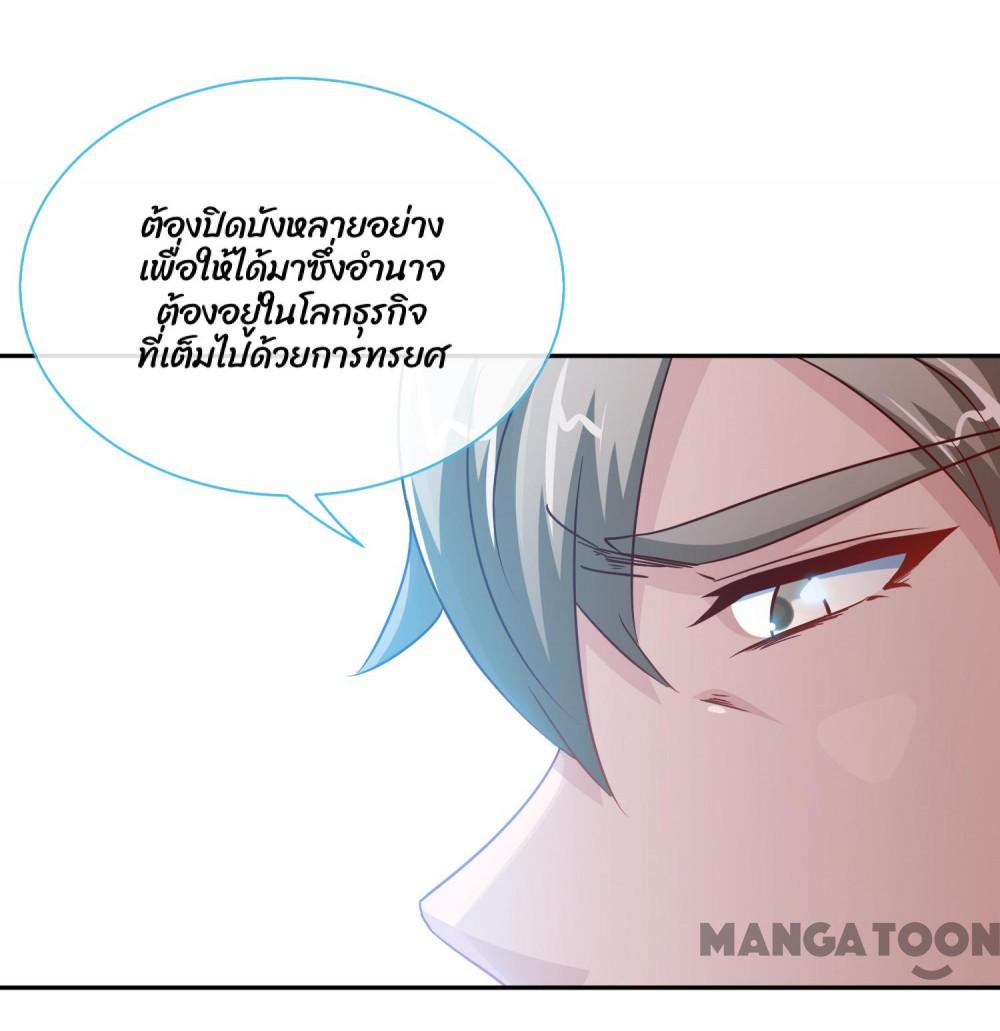 ต้องปิดบังหลายอย่าง
เพื่อให้ได้มาซึ่งอำนาจ
ต้องอยู่ในโลกธุรกิจ
ที่เต็มไปด้วยการทรยศ
MANGATOON